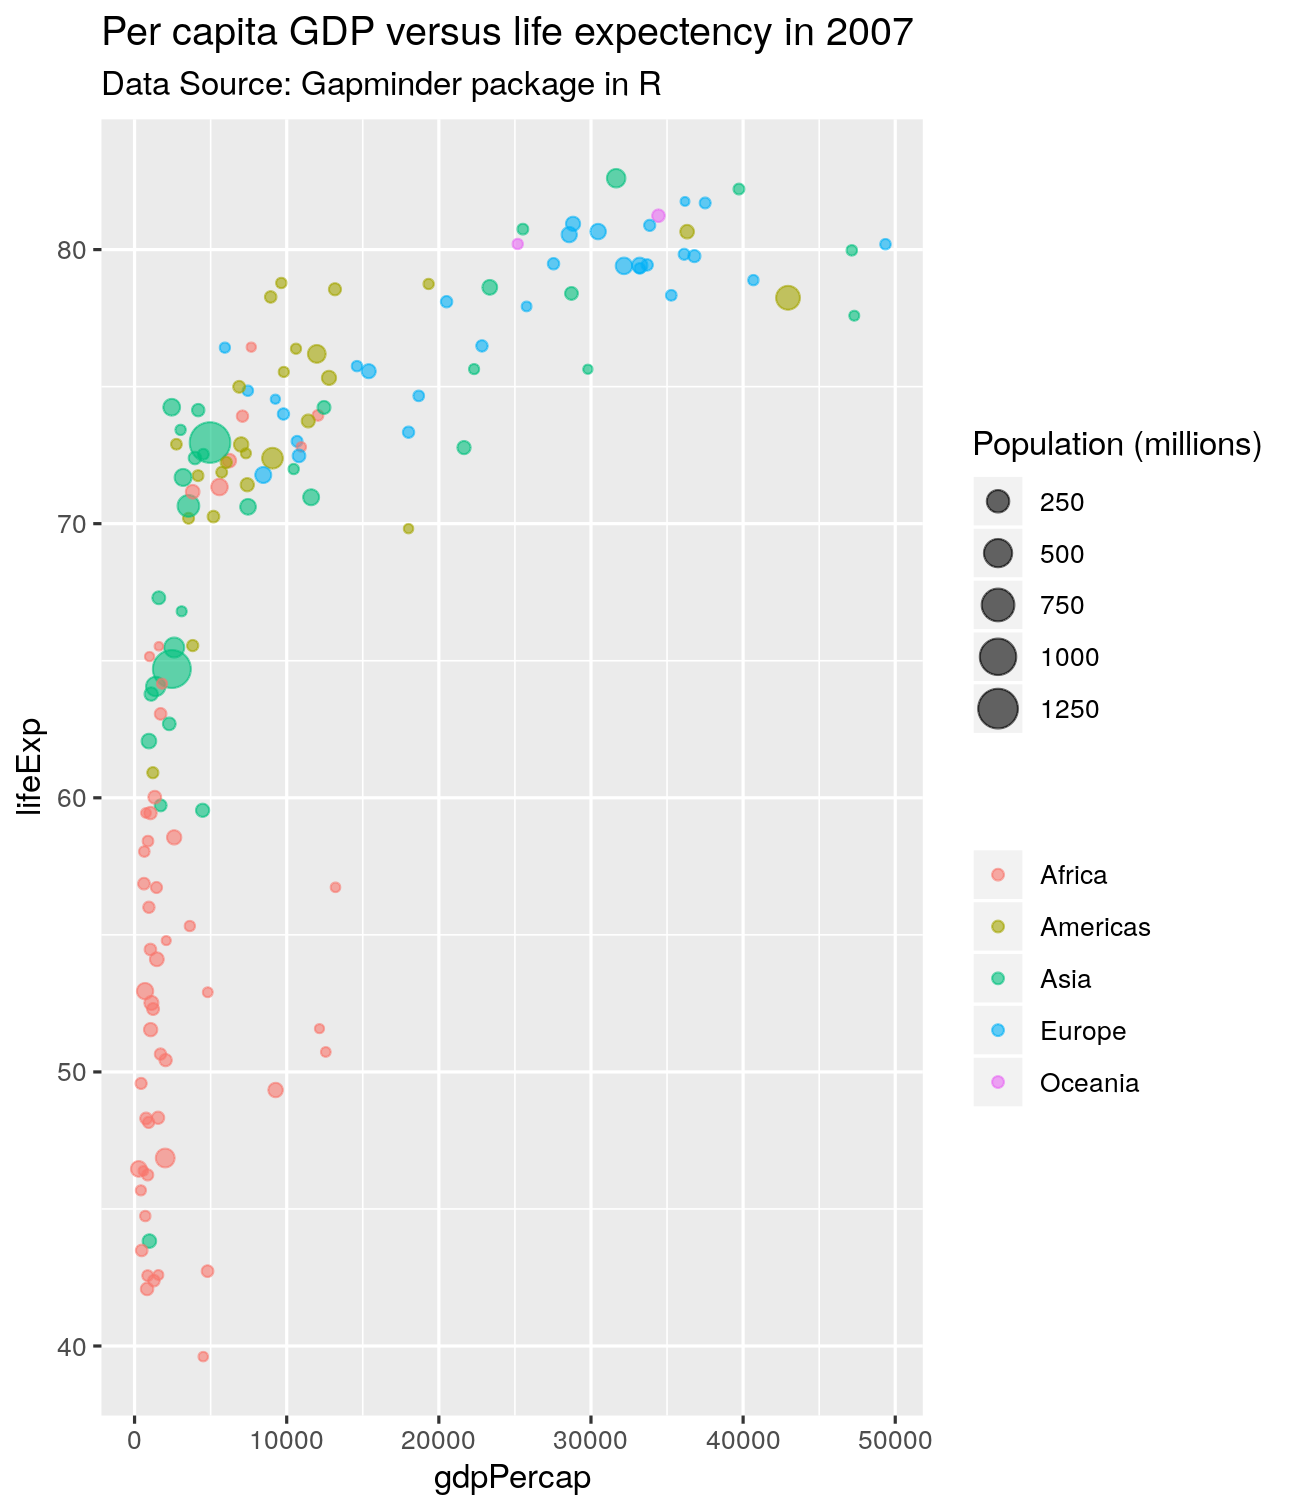 Per capita GDP versus life expectency in 2007
Data Source: Gapminder package in R
80
70
60
50
40
lifeExp
0 10000 20000 30000 40000 50000
gdpPercap
Population (millions)
250
500
750
1000
1250
Africa
Americas
Asia
Europe
Oceania